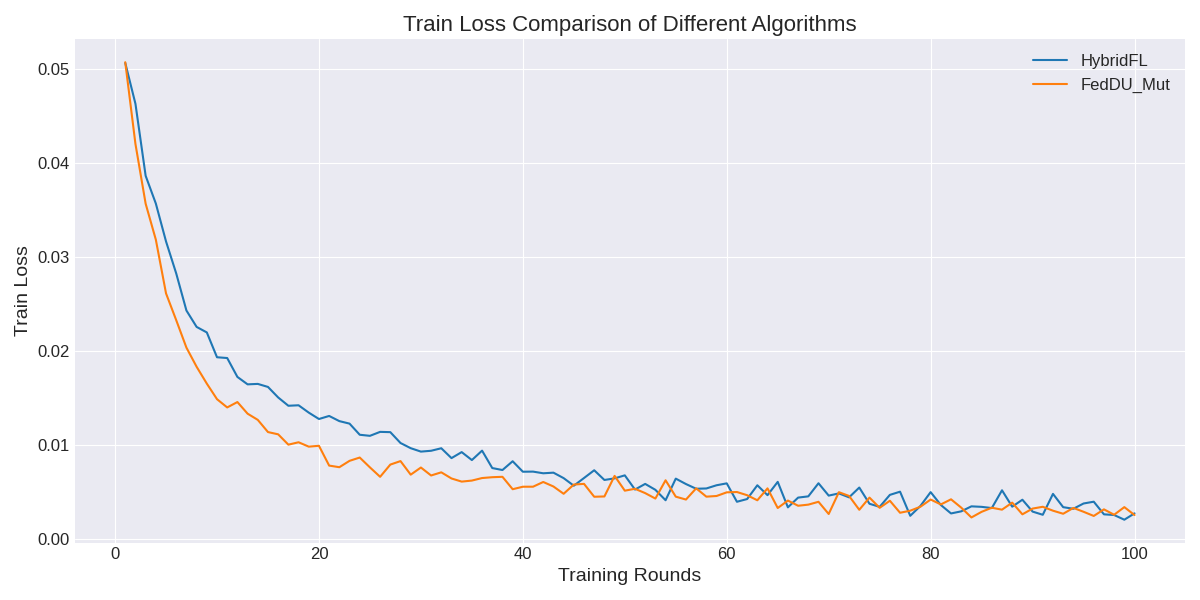 Train Loss Comparison of Different Algorithms
HybridFL
FedDU_Mut
0.05
0.04
0.03
0.02
0.01
0.00
Train Loss
0 20 40 60 80 100
Training Rounds